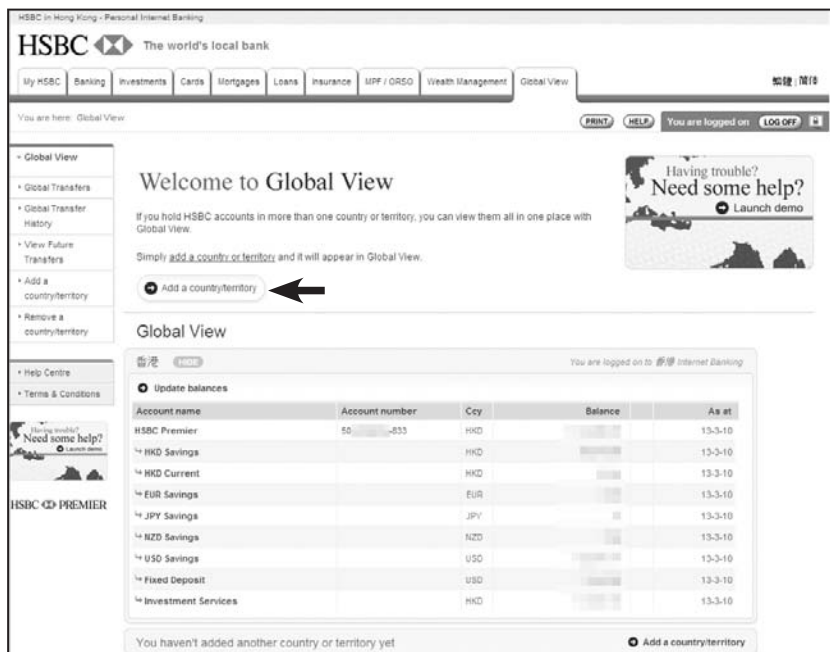 HSBC in Hong Kong - Personal Internet Banking
HSBC The world's local bank
My HSBC Banking Investments Cards Mortgages Loans Insurance MPF / ORSO Wealth Management Global View 繁體 | 简体
You are here: Global View
PRINT HELP You are logged on LOG OFF
Global View
Global Transfers
Global Transfer
History
View Future
Transfers
Add a
country/territory
Remove a
country/territory
Help Centre
Terms & Conditions
Having trouble?
Need some help?
Launch demo
HSBC PREMIER
Welcome to Global View
If you hold HSBC accounts in more than one country or territory, you can view them all in one place with
Global View.
Simply add a country or territory and it will appear in Global View.
Add a country/territory
Having trouble?
Need some help?
Launch demo
Global View
香港 HIDE You are logged on to 香港 Internet Banking
Update balances
Account name Account number Ccy Balance As at
HSBC Premier 50 -833 HKD 13-3-10
HKD Savings HKD 13-3-10
HKD Current HKD 13-3-10
EUR Savings EUR 13-3-10
JPY Savings JPY 13-3-10
NZD Savings NZD 13-3-10
USD Savings USD 13-3-10
Fixed Deposit USD 13-3-10
Investment Services HKD 13-3-10
You haven't added another country or territory yet Add a country/territory